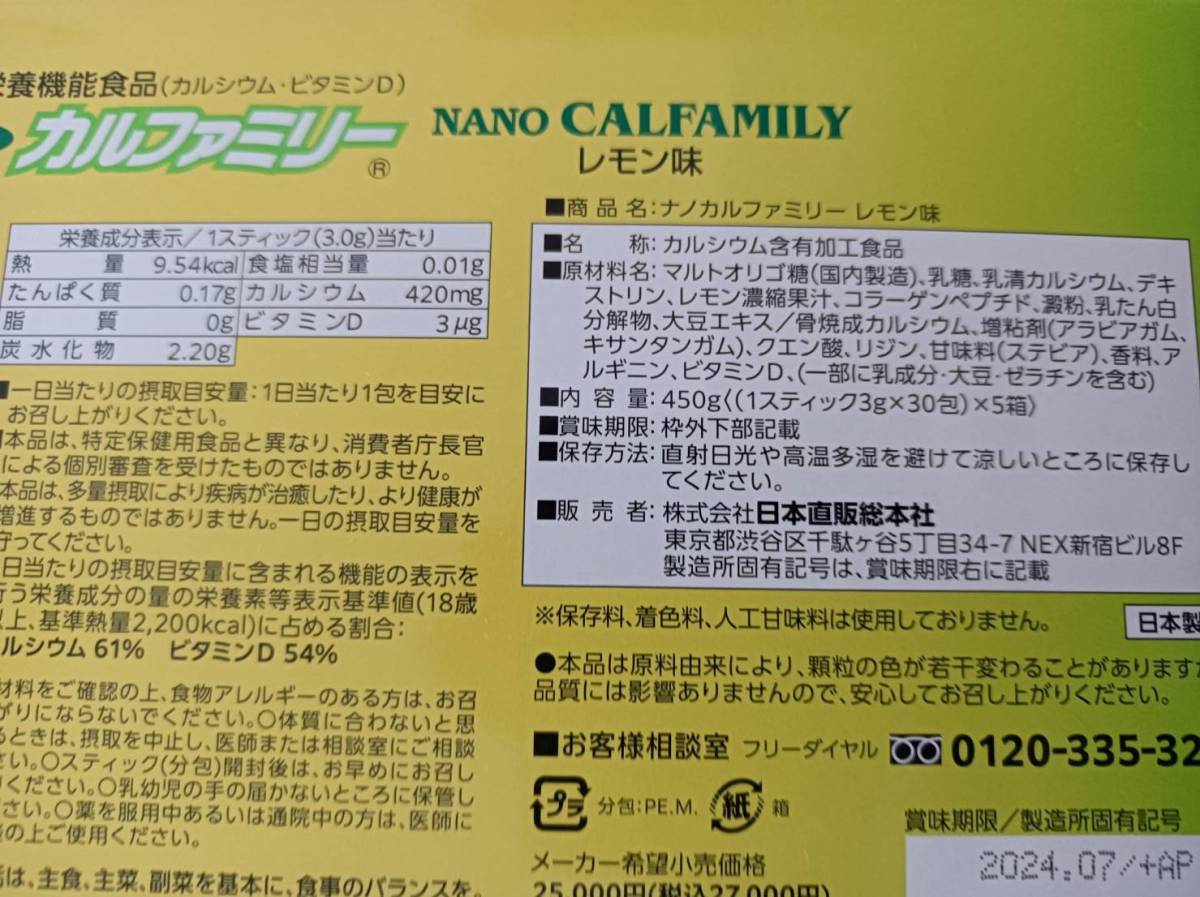 養機能食品(カルシウム・ビタミンD)
カルファミリー®
NANO CALFAMILY
レモン味
栄養成分表示/1スティック(3.0g)当たり
熱量 9.54kcal 食塩相当量 0.01g
たんぱく質 0.17g カルシウム 420mg
脂質 0g ビタミンD 3μg
炭水化物 2.20g
■一日当たりの摂取目安量:1日当たり1包を目安に
お召し上がりください。
本品は、特定保健用食品と異なり、消費者庁長官
による個別審査を受けたものではありません。
本品は、多量摂取により疾病が治癒したり、より健康が
増進するものではありません。一日の摂取目安量を
守ってください。
日当たりの摂取目安量に含まれる機能の表示を
行う栄養成分の量の栄養素等表示基準値(18歳
以上、基準熱量2,200kcal)に占める割合:
ルシウム 61% ビタミンD 54%
材料をご確認の上、食物アレルギーのある方は、お召
がりにならないでください。○体質に合わないと思
るときは、摂取を中止し、医師または相談室にご相談
さい。○スティック(分包)開封後は、お早めにお召し
ください。○乳幼児の手の届かないところに保管し
さい。○薬を服用中あるいは通院中の方は、医師に
の上ご使用ください。
は、主食、主菜、副菜を基本に、食事のバランスを。
■商品名:ナノカルファミリー レモン味
■名称:カルシウム含有加工食品
■原材料名:マルトオリゴ糖(国内製造)、乳糖、乳清カルシウム、デキ
ストリン、レモン濃縮果汁、コラーゲンペプチド、澱粉、乳たん白
分解物、大豆エキス/骨焼成カルシウム、増粘剤(アラビアガム、
キサンタンガム)、クエン酸、リジン、甘味料(ステビア)、香料、ア
ルギニン、ビタミンD、(一部に乳成分・大豆・ゼラチンを含む)
■内容量:450g〈(1スティック3g×30包)×5箱〉
■賞味期限:枠外下部記載
■保存方法:直射日光や高温多湿を避けて涼しいところに保存し
てください。
■販売者:株式会社日本直販総本社
東京都渋谷区千駄ヶ谷5丁目34-7 NEX新宿ビル8F
製造所固有記号は、賞味期限右に記載
※保存料、着色料、人工甘味料は使用しておりません。
日本製
●本品は原料由来により、顆粒の色が若干変わることがありますが
品質には影響ありませんので、安心してお召し上がりください。
■お客様相談室 フリーダイヤル 0120-335-32
プラ 分包:PE.M. 紙 箱
賞味期限/製造所固有記号
2024.07/+AP
メーカー希望小売価格
25,000円(税込27,000円)